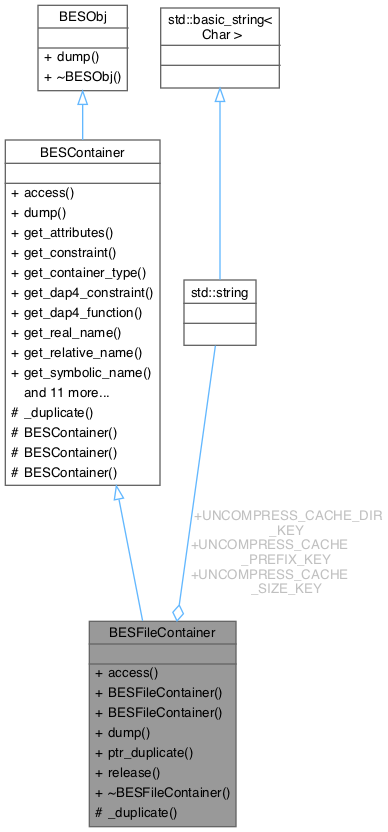 BESObj
+ dump()
+ ~BESObj()
std::basic_string<
Char >
BESContainer
+ access()
+ dump()
+ get_attributes()
+ get_constraint()
+ get_container_type()
+ get_dap4_constraint()
+ get_dap4_function()
+ get_real_name()
+ get_relative_name()
+ get_symbolic_name()
and 11 more...
# _duplicate()
# BESContainer()
# BESContainer()
# BESContainer()
std::string
+UNCOMPRESS_CACHE_DIR
_KEY
+UNCOMPRESS_CACHE
_PREFIX_KEY
+UNCOMPRESS_CACHE
_SIZE_KEY
BESFileContainer
+ access()
+ BESFileContainer()
+ BESFileContainer()
+ dump()
+ ptr_duplicate()
+ release()
+ ~BESFileContainer()
# _duplicate()